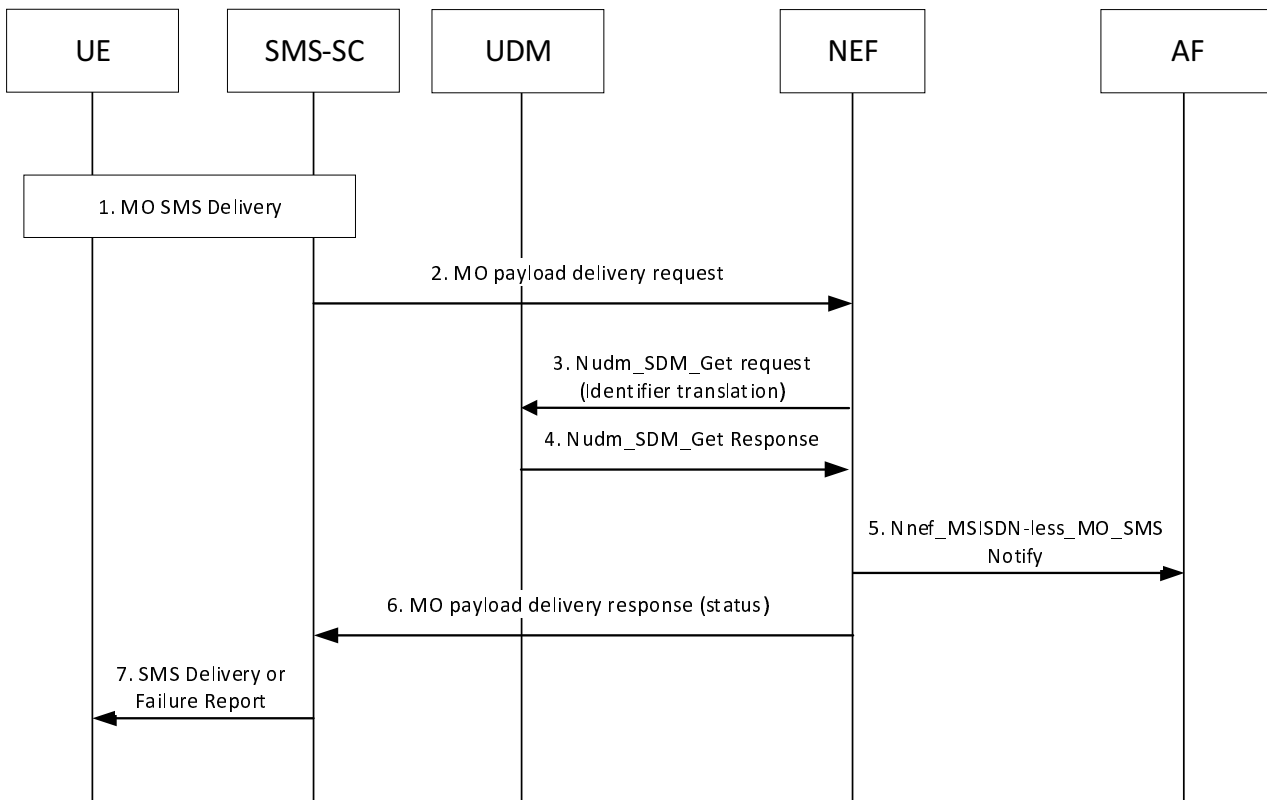 UE
SMS-SC
UDM
NEF
AF
1. MO SMS Delivery
2. MO payload delivery request
3. Nudm_SDM_Get request
(Identifier translation)
4. Nudm_SDM_Get Response
5. Nnef_MSISDN-less_MO_SMS
Notify
6. MO payload delivery response (status)
7. SMS Delivery or
Failure Report